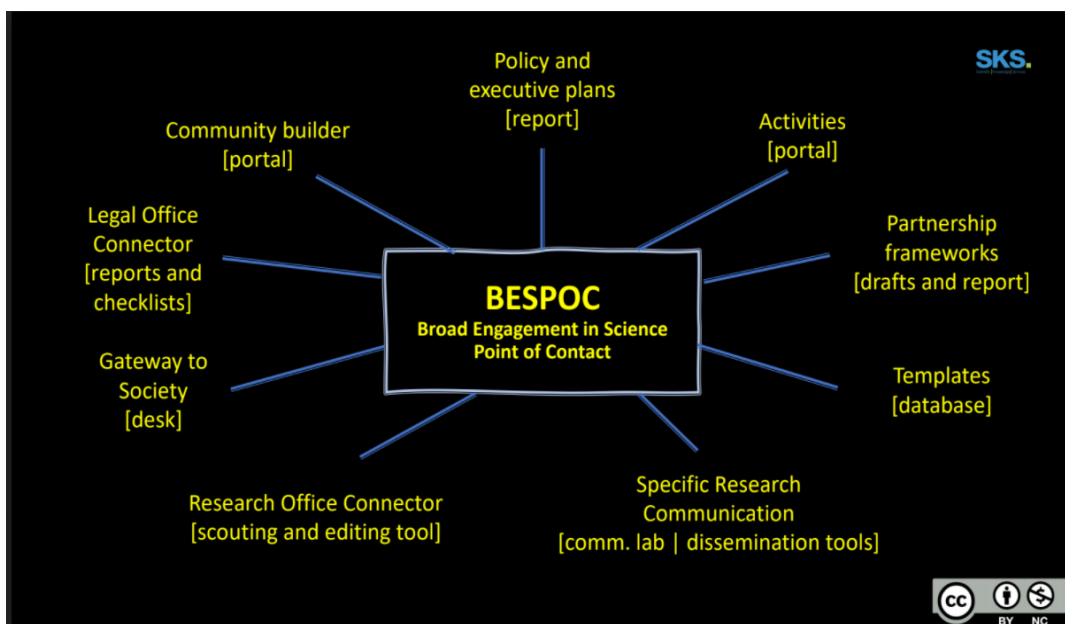 SKS.
Policy and
executive plans
[report]
Community builder
[portal]
Activities
[portal]
Legal Office
Connector
[reports and
checklists]
Partnership
frameworks
[drafts and report]
BESPOC
Broad Engagement in Science
Point of Contact
Gateway to
Society
[desk]
Templates
[database]
Research Office Connector
[scouting and editing tool]
Specific Research
Communication
[comm. lab | dissemination tools]
cc
BY NC